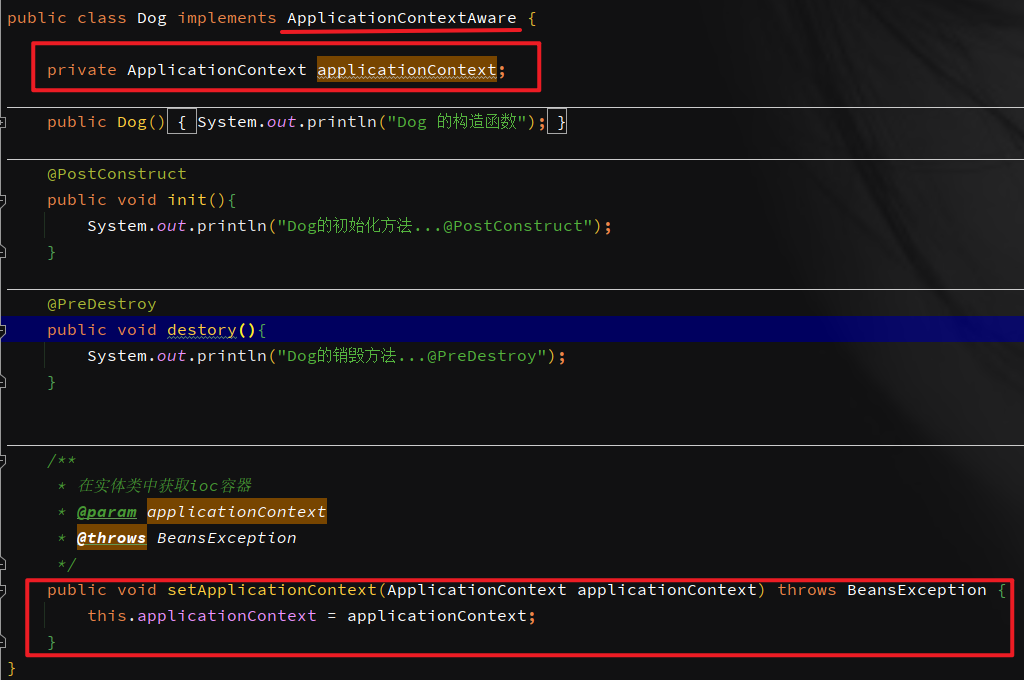 public class Dog implements ApplicationContextAware {
private ApplicationContext applicationContext;
public Dog() { System.out.println("Dog 的构造函数"); }
@PostConstruct
public void init(){
System.out.println("Dog的初始化方法...@PostConstruct");
}
@PreDestroy
public void destory(){
System.out.println("Dog的销毁方法...@PreDestroy");
}
/**
* 在实体类中获取ioc容器
* @param applicationContext
* @throws BeansException
*/
public void setApplicationContext(ApplicationContext applicationContext) throws BeansException {
this.applicationContext = applicationContext;
}
}